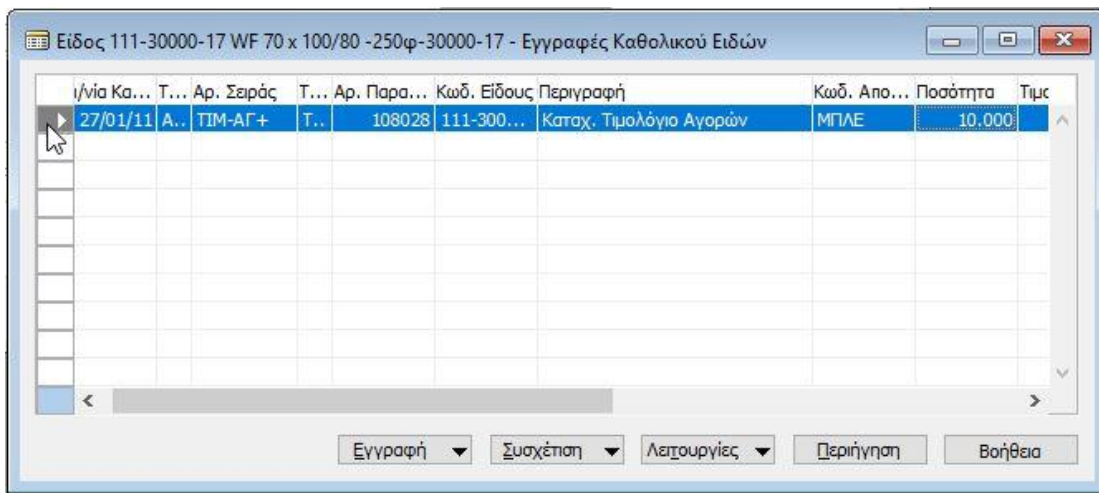 Είδος 111-30000-17 WF 70 x 100/80 -250φ-30000-17 - Εγγραφές Καθολικού Ειδών
/νία Κα... Τ... Αρ. Σειράς Τ... Αρ. Παρα... Κωδ. Είδους Περιγραφή Κωδ. Απο... Ποσότητα Τιμ
27/01/11 Α.. ΤΙΜ-ΑΓ+ Τ.. 108028 111-300... Καταχ. Τιμολόγιο Αγορών ΜΠΛΕ 10.000
Εγγραφή Συσχέτιση Λειτουργίες Περιήγηση Βοήθεια